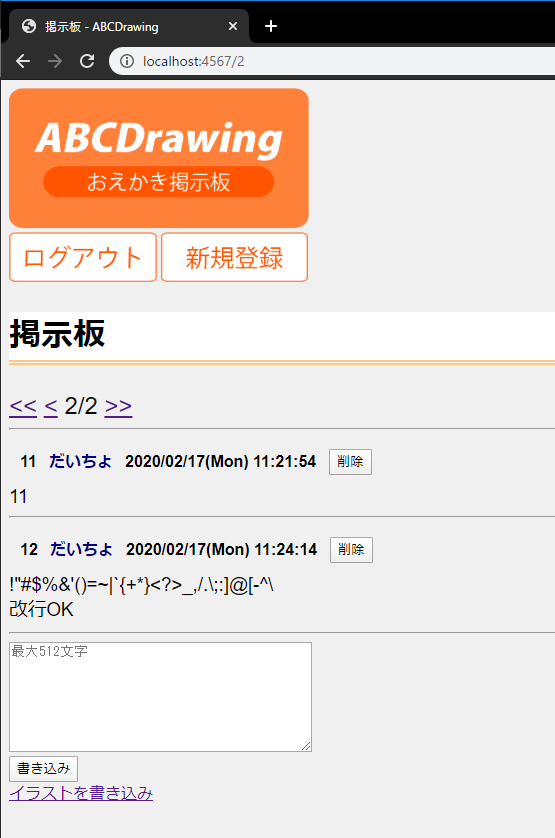 掲示板 - ABCDrawing
localhost:4567/2
ABCDrawing
おえかき掲示板
ログアウト 新規登録
掲示板
<< < 2/2 >>
11 だいちょ 2020/02/17(Mon) 11:21:54 削除
11
12 だいちょ 2020/02/17(Mon) 11:24:14 削除
!"#$%&'()=~|`{+*}<?>_,/.\;:]@[-^\
改行OK
最大512文字
書き込み
イラストを書き込み